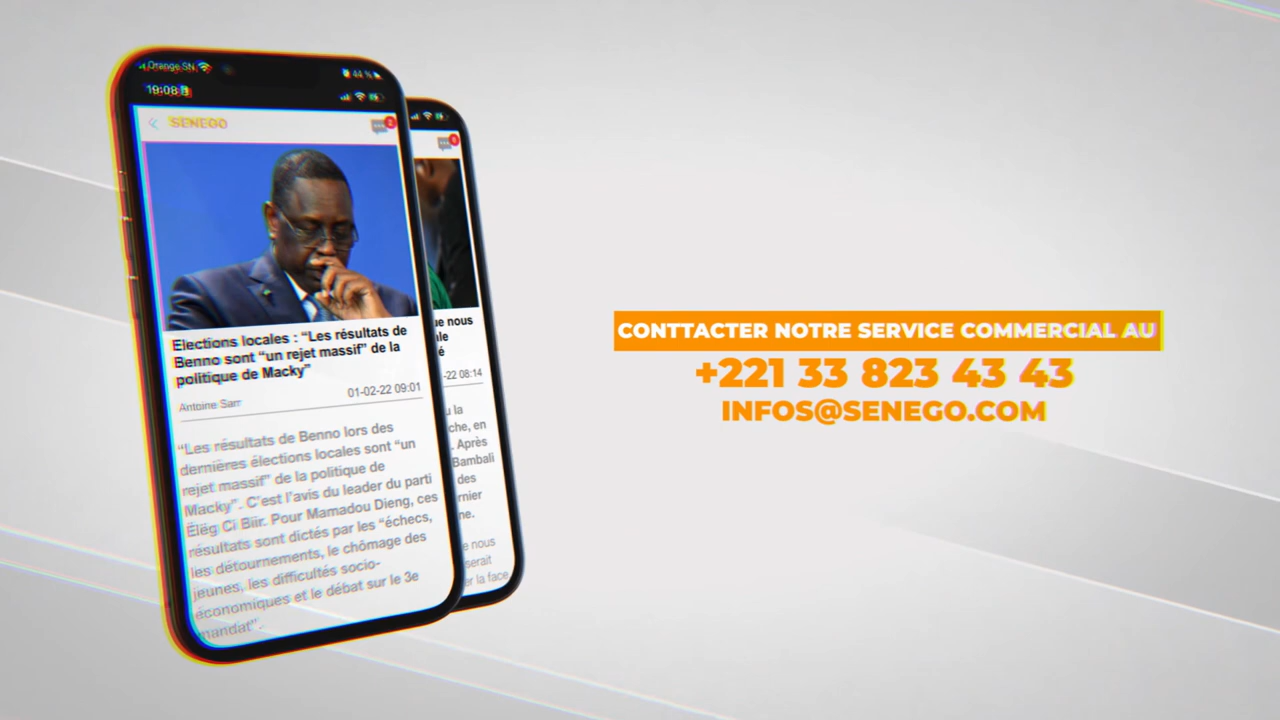 Orange SN
44 %
19:08
SENEGO
2
Elections locales : “Les résultats de
Benno sont “un rejet massif” de la
politique de Macky”
Antoine Sarr
01-02-22 09:01
“Les résultats de Benno lors des
dernières élections locales sont “un
rejet massif” de la politique de
Macky”. C’est l’avis du leader du parti
Élëg Ci Biir. Pour Mamadou Dieng, ces
résultats sont dictés par les “échecs,
les détournements, le chômage des
jeunes, les difficultés socio-
économiques et le débat sur le 3e
mandat”.
ue nous
ale
é
-22 08:14
u la
che, en
. Après
Bambali
des
rnier
ne.
e nous
serait
er la face
CONTTACTER NOTRE SERVICE COMMERCIAL AU
+221 33 823 43 43
INFOS@SENEGO.COM